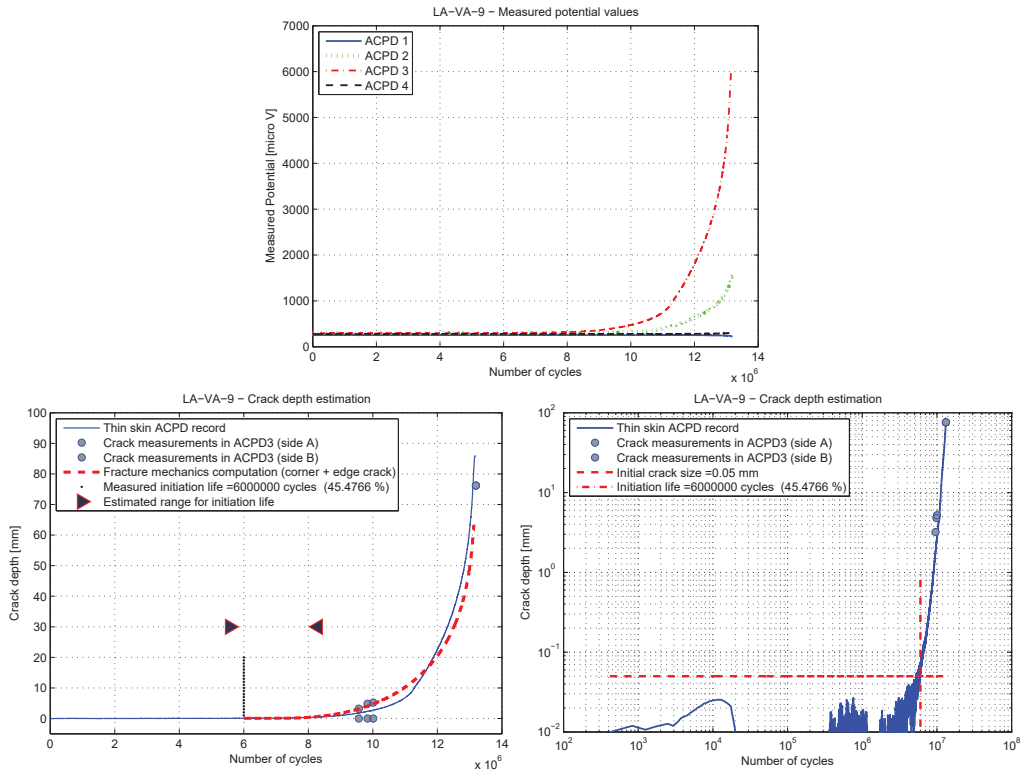 LA−VA−9 − Measured potential values
7000
6000
5000
4000
3000
2000
1000
0
Measured Potential [micro V]
ACPD 1
ACPD 2
ACPD 3
ACPD 4
0 2 4 6 8 10 12 14
x 10^6
Number of cycles
LA−VA−9 − Crack depth estimation
100
90
80
70
60
50
40
30
20
10
0
Crack depth [mm]
Thin skin ACPD record
Crack measurements in ACPD3 (side A)
Crack measurements in ACPD3 (side B)
Fracture mechanics computation (corner + edge crack)
Measured initiation life =6000000 cycles (45.4766 %)
Estimated range for initiation life
0 2 4 6 8 10 12 14
x 10^6
Number of cycles
LA−VA−9 − Crack depth estimation
10^2
10^1
10^0
10^−1
10^−2
Crack depth [mm]
Thin skin ACPD record
Crack measurements in ACPD3 (side A)
Crack measurements in ACPD3 (side B)
Initial crack size =0.05 mm
Initiation life =6000000 cycles (45.4766 %)
10^2 10^3 10^4 10^5 10^6 10^7 10^8
Number of cycles